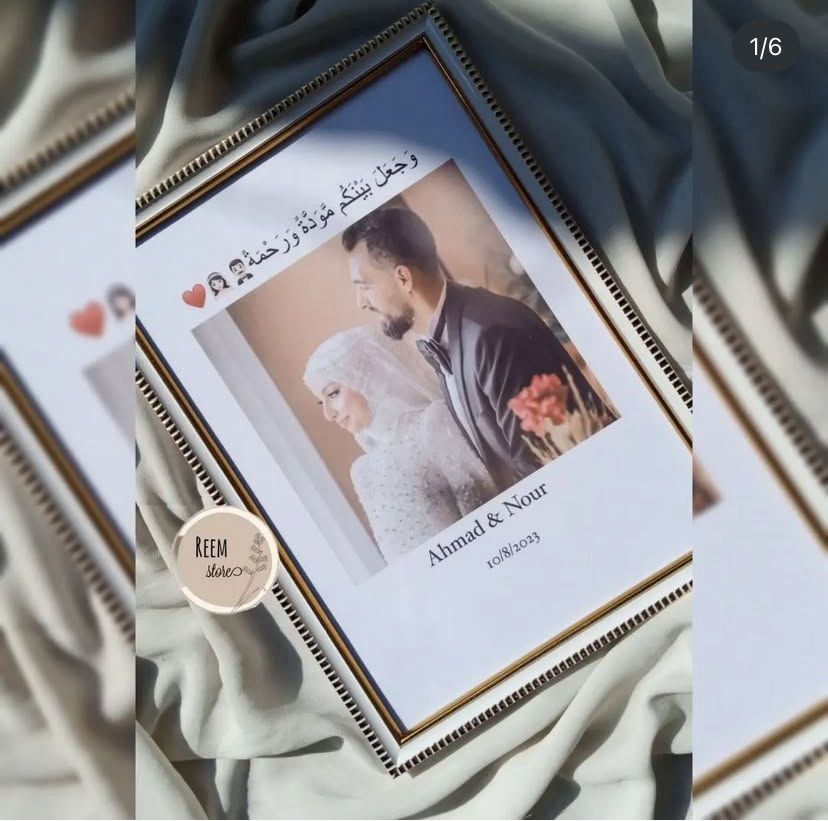 1/6
وَجَعَلَ بَيْنَكُم مَّوَدَّةً وَرَحْمَةً
Ahmad & Nour
10/8/2023
REEM
store